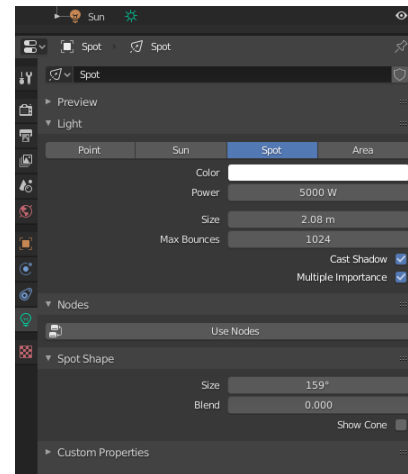 Sun
Spot Spot
Spot
Preview
Light
Point Sun Spot Area
Color
Power 5000 W
Size 2.08 m
Max Bounces 1024
Cast Shadow
Multiple Importance
Nodes
Use Nodes
Spot Shape
Size 159°
Blend 0.000
Show Cone
Custom Properties